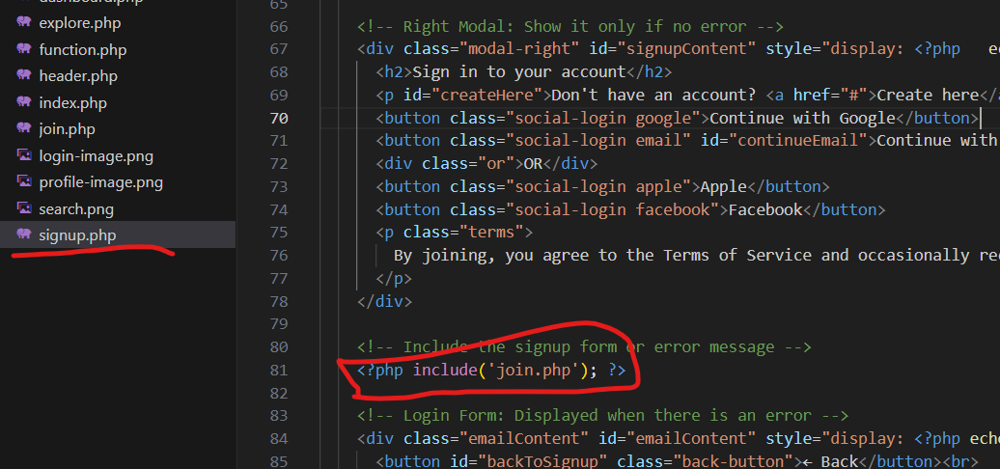 dashboard.php
explore.php
function.php
header.php
index.php
join.php
login-image.png
profile-image.png
search.png
signup.php
65
66 <!-- Right Modal: Show it only if no error -->
67 <div class="modal-right" id="signupContent" style="display: <?php
68 <h2>Sign in to your account</h2>
69 <p id="createHere">Don't have an account? <a href="#">Create here</
70 <button class="social-login google">Continue with Google</button>
71 <button class="social-login email" id="continueEmail">Continue with
72 <div class="or">OR</div>
73 <button class="social-login apple">Apple</button>
74 <button class="social-login facebook">Facebook</button>
75 <p class="terms">
76 By joining, you agree to the Terms of Service and occasionally
77 </p>
78 </div>
79
80 <!-- Include the signup form or error message -->
81 <?php include('join.php'); ?>
82
83 <!-- Login Form: Displayed when there is an error -->
84 <div class="emailContent" id="emailContent" style="display: <?php
85 <button id="backToSignup" class="back-button">← Back</button><br>